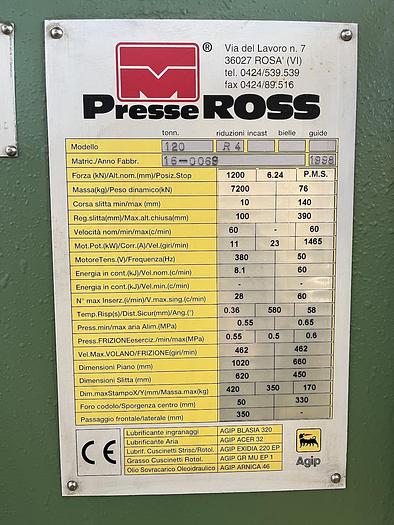 ®
Via del Lavoro n. 7
36027 ROSA' (VI)
tel. 0424/539.539
fax 0424/89.516
Presse ROSS
tonn. riduzioni incast bielle guide
Modello 120 R4
Matric./Anno Fabbr. 16-0069 1998
Forza (kN)/Alt.nom.(mm)/Posiz.Stop 1200 6.24 P.M.S.
Massa(kg)/Peso dinamico(kN) 7200 76
Corsa slitta min/max (mm) 10 140
Reg.slitta(mm)/Max.alt.chiusa(mm) 100 390
Velocità nom/min/max(c/min) 60 - 60
Mot.Pot.(kW)/Corr.(A)/Vel.(giri/min) 11 23 1465
MotoreTens.(V)/Frequenza(Hz) 380 50
Energia in cont.(kJ)/Vel.nom.(c/min) 8.1 60
Energia in cont.(kJ)/Vel.min.(c/min) - -
N° max Inserz.(i/min)/V.max.sing.(c/min) 28 60
Temp.Risp(s)/Dist.Sicur(mm)/Ang.(°) 0.36 580 58
Press.min/max aria Alim.(MPa) 0.55 0.65
Press.FRIZIONEeserciz./min/max(MPa) 0.55 0.5 0.6
Vel.Max.VOLANO/FRIZIONE(giri/min) 462 462
Dimensioni Piano (mm) 1020 660
Dimensioni Slitta (mm) 620 450
Dim.maxStampoX/Y(mm)/Massa.max(kg) 420 350 170
Foro codolo/Sporgenza centro (mm) 50 330
Passaggio frontale/laterale (mm) 350 -
CE
Lubrificante ingranaggi AGIP BLASIA 320
Lubrificante Aria AGIP ACER 32
Lubrif. Cuscinetti Strisc/Rotol. AGIP EXIDIA 220 EP
Grasso Cuscinetti Rotol. AGIP GR MU EP 1
Olio Sovracarico Oleoidraulico AGIP ARNICA 46
Agip